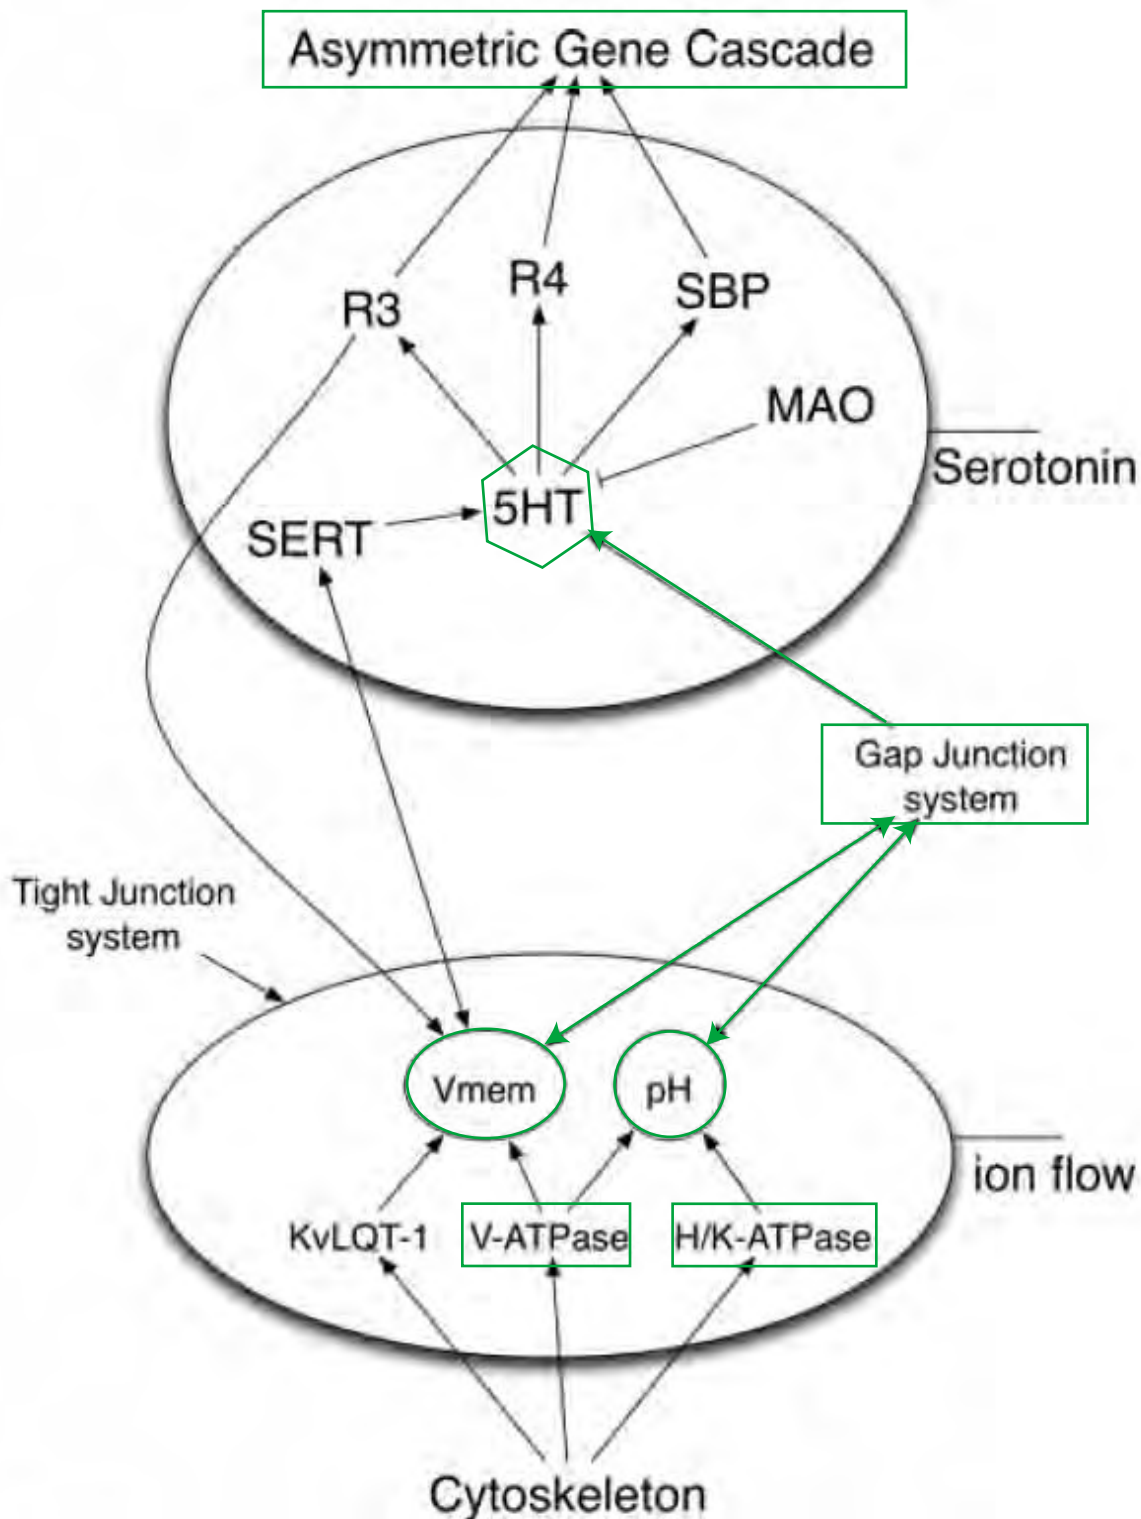 Asymmetric Gene Cascade
R4
SBP
R3
MAO
Serotonin
5HT
SERT
Gap Junction
system
Tight Junction
system
Vmem
pH
ion flow
KvLQT-1
V-ATPase
H/K-ATPase
Cytoskeleton